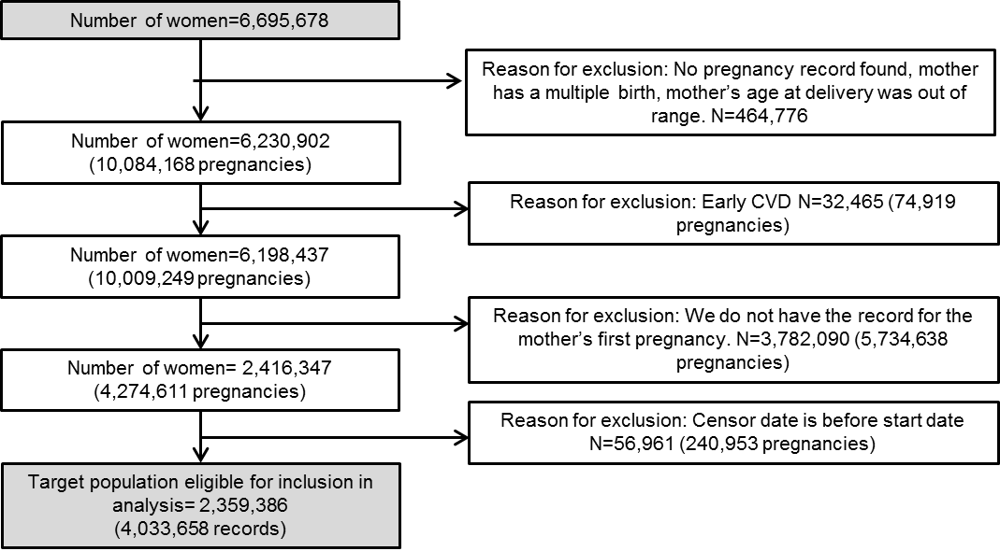 Number of women=6,695,678
Reason for exclusion: No pregnancy record found, mother
has a multiple birth, mother’s age at delivery was out of
range. N=464,776
Number of women=6,230,902
(10,084,168 pregnancies)
Reason for exclusion: Early CVD N=32,465 (74,919
pregnancies)
Number of women=6,198,437
(10,009,249 pregnancies)
Reason for exclusion: We do not have the record for the
mother’s first pregnancy. N=3,782,090 (5,734,638
pregnancies)
Number of women= 2,416,347
(4,274,611 pregnancies)
Reason for exclusion: Censor date is before start date
N=56,961 (240,953 pregnancies)
Target population eligible for inclusion in
analysis= 2,359,386
(4,033,658 records)